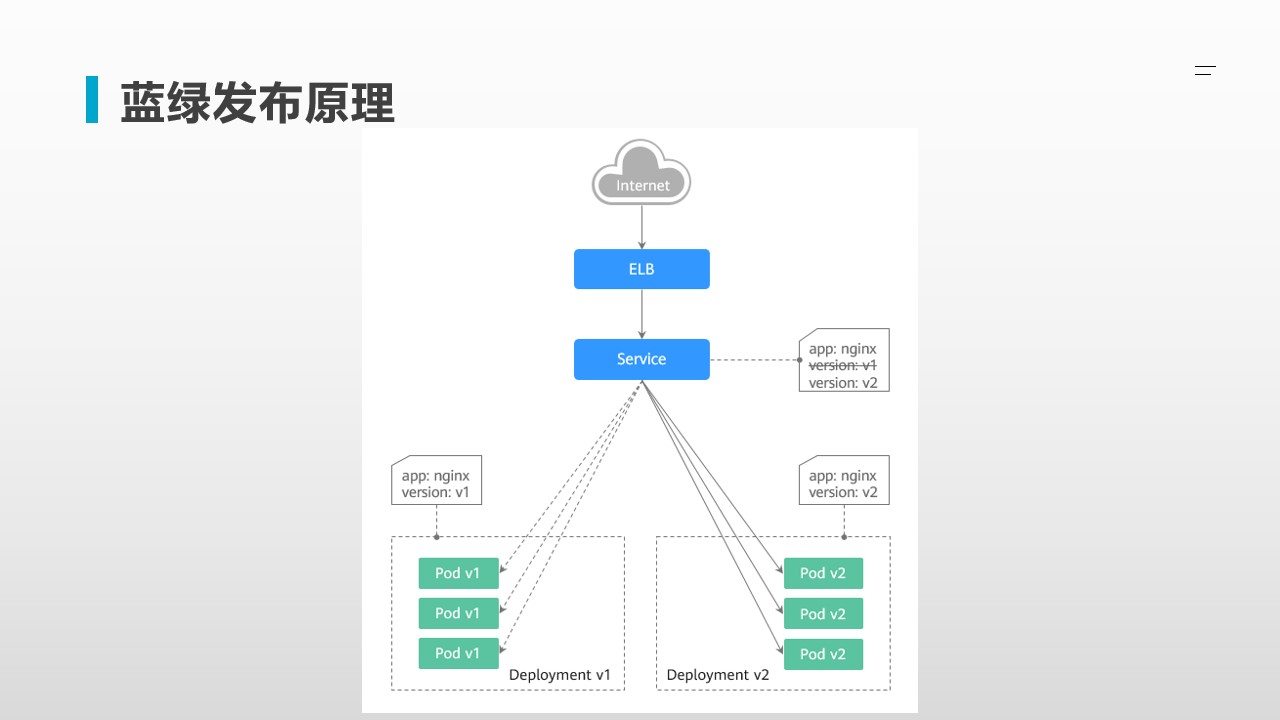 蓝绿发布原理
Internet
ELB
Service
app: nginx
version: v1
version: v2
app: nginx
version: v1
app: nginx
version: v2
Pod v1
Pod v1
Pod v1
Deployment v1
Pod v2
Pod v2
Pod v2
Deployment v2